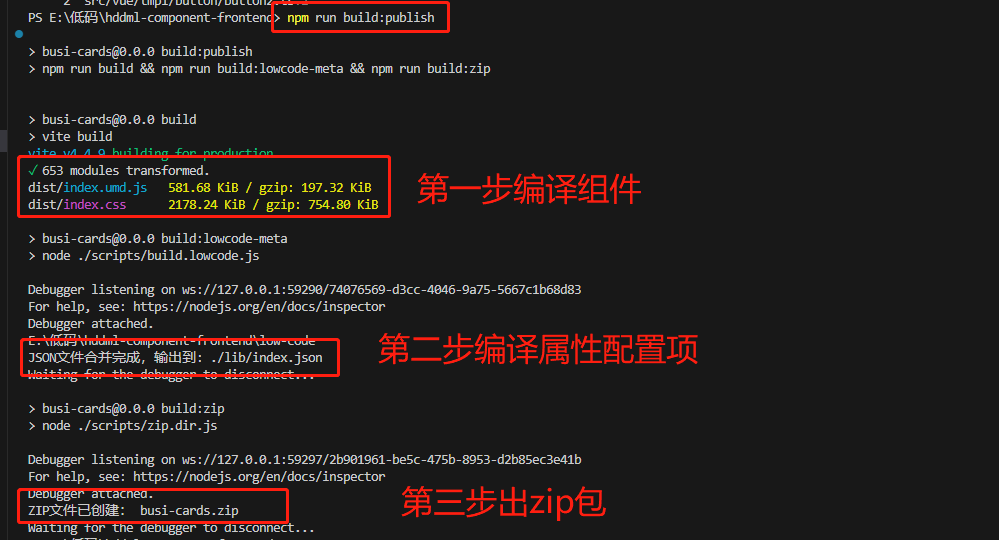 PS E:\低码\hddml-component-frontend> npm run build:publish
> busi-cards@0.0.0 build:publish
> npm run build && npm run build:lowcode-meta && npm run build:zip
> busi-cards@0.0.0 build
> vite build
vite v4.4.9 building for production
✓ 653 modules transformed.
dist/index.umd.js 581.68 KiB / gzip: 197.32 KiB
第一步编译组件
dist/index.css 2178.24 KiB / gzip: 754.80 KiB
> busi-cards@0.0.0 build:lowcode-meta
> node ./scripts/build.lowcode.js
Debugger listening on ws://127.0.0.1:59290/74076569-d3cc-4046-9a75-5667c1b68d83
For help, see: https://nodejs.org/en/docs/inspector
Debugger attached.
E:\低码\hddml-component-frontend\low-code
第二步编译属性配置项
JSON文件合并完成，输出到：./lib/index.json
Waiting for the debugger to disconnect...
> busi-cards@0.0.0 build:zip
> node ./scripts/zip.dir.js
Debugger listening on ws://127.0.0.1:59297/2b901961-be5c-475b-8953-d2b85ec3e41b
For help, see: https://nodejs.org/en/docs/inspector
Debugger attached.
第三步出zip包
ZIP文件已创建： busi-cards.zip
Waiting for the debugger to disconnect...